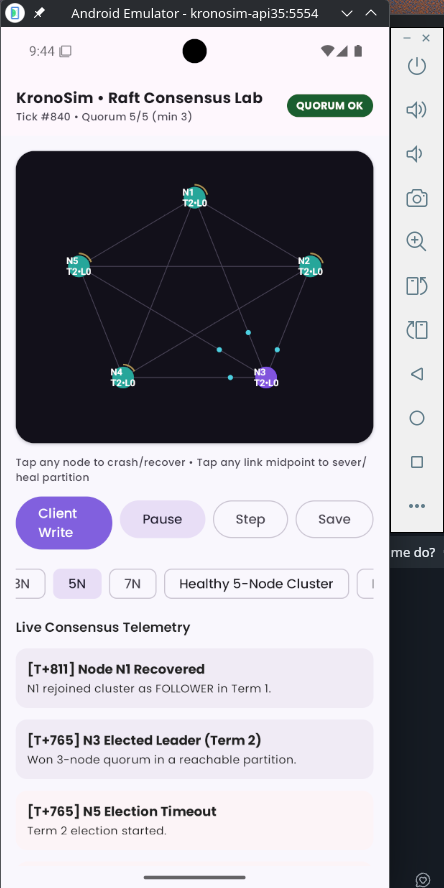 Android Emulator - kronosim-api35:5554
9:44
KronoSim • Raft Consensus Lab
Tick #840 • Quorum 5/5 (min 3)
QUORUM OK
N1
T2•L0
N5
T2•L0
N2
T2•L0
N4
T2•L0
N3
T2•L0
Tap any node to crash/recover • Tap any link midpoint to sever/
heal partition
Client
Write
Pause
Step
Save
3N
5N
7N
Healthy 5-Node Cluster
Live Consensus Telemetry
[T+811] Node N1 Recovered
N1 rejoined cluster as FOLLOWER in Term 1.
[T+765] N3 Elected Leader (Term 2)
Won 3-node quorum in a reachable partition.
[T+765] N5 Election Timeout
Term 2 election started.
me do?